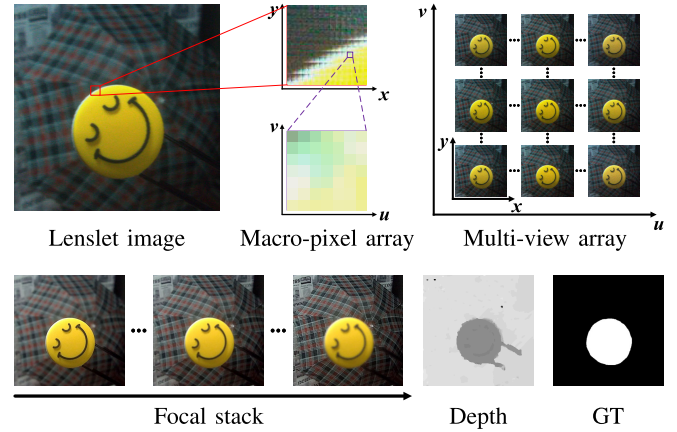 y
x
v
u
Lenslet image
Macro-pixel array
v
y
x
u
Multi-view array
Focal stack
Depth
GT